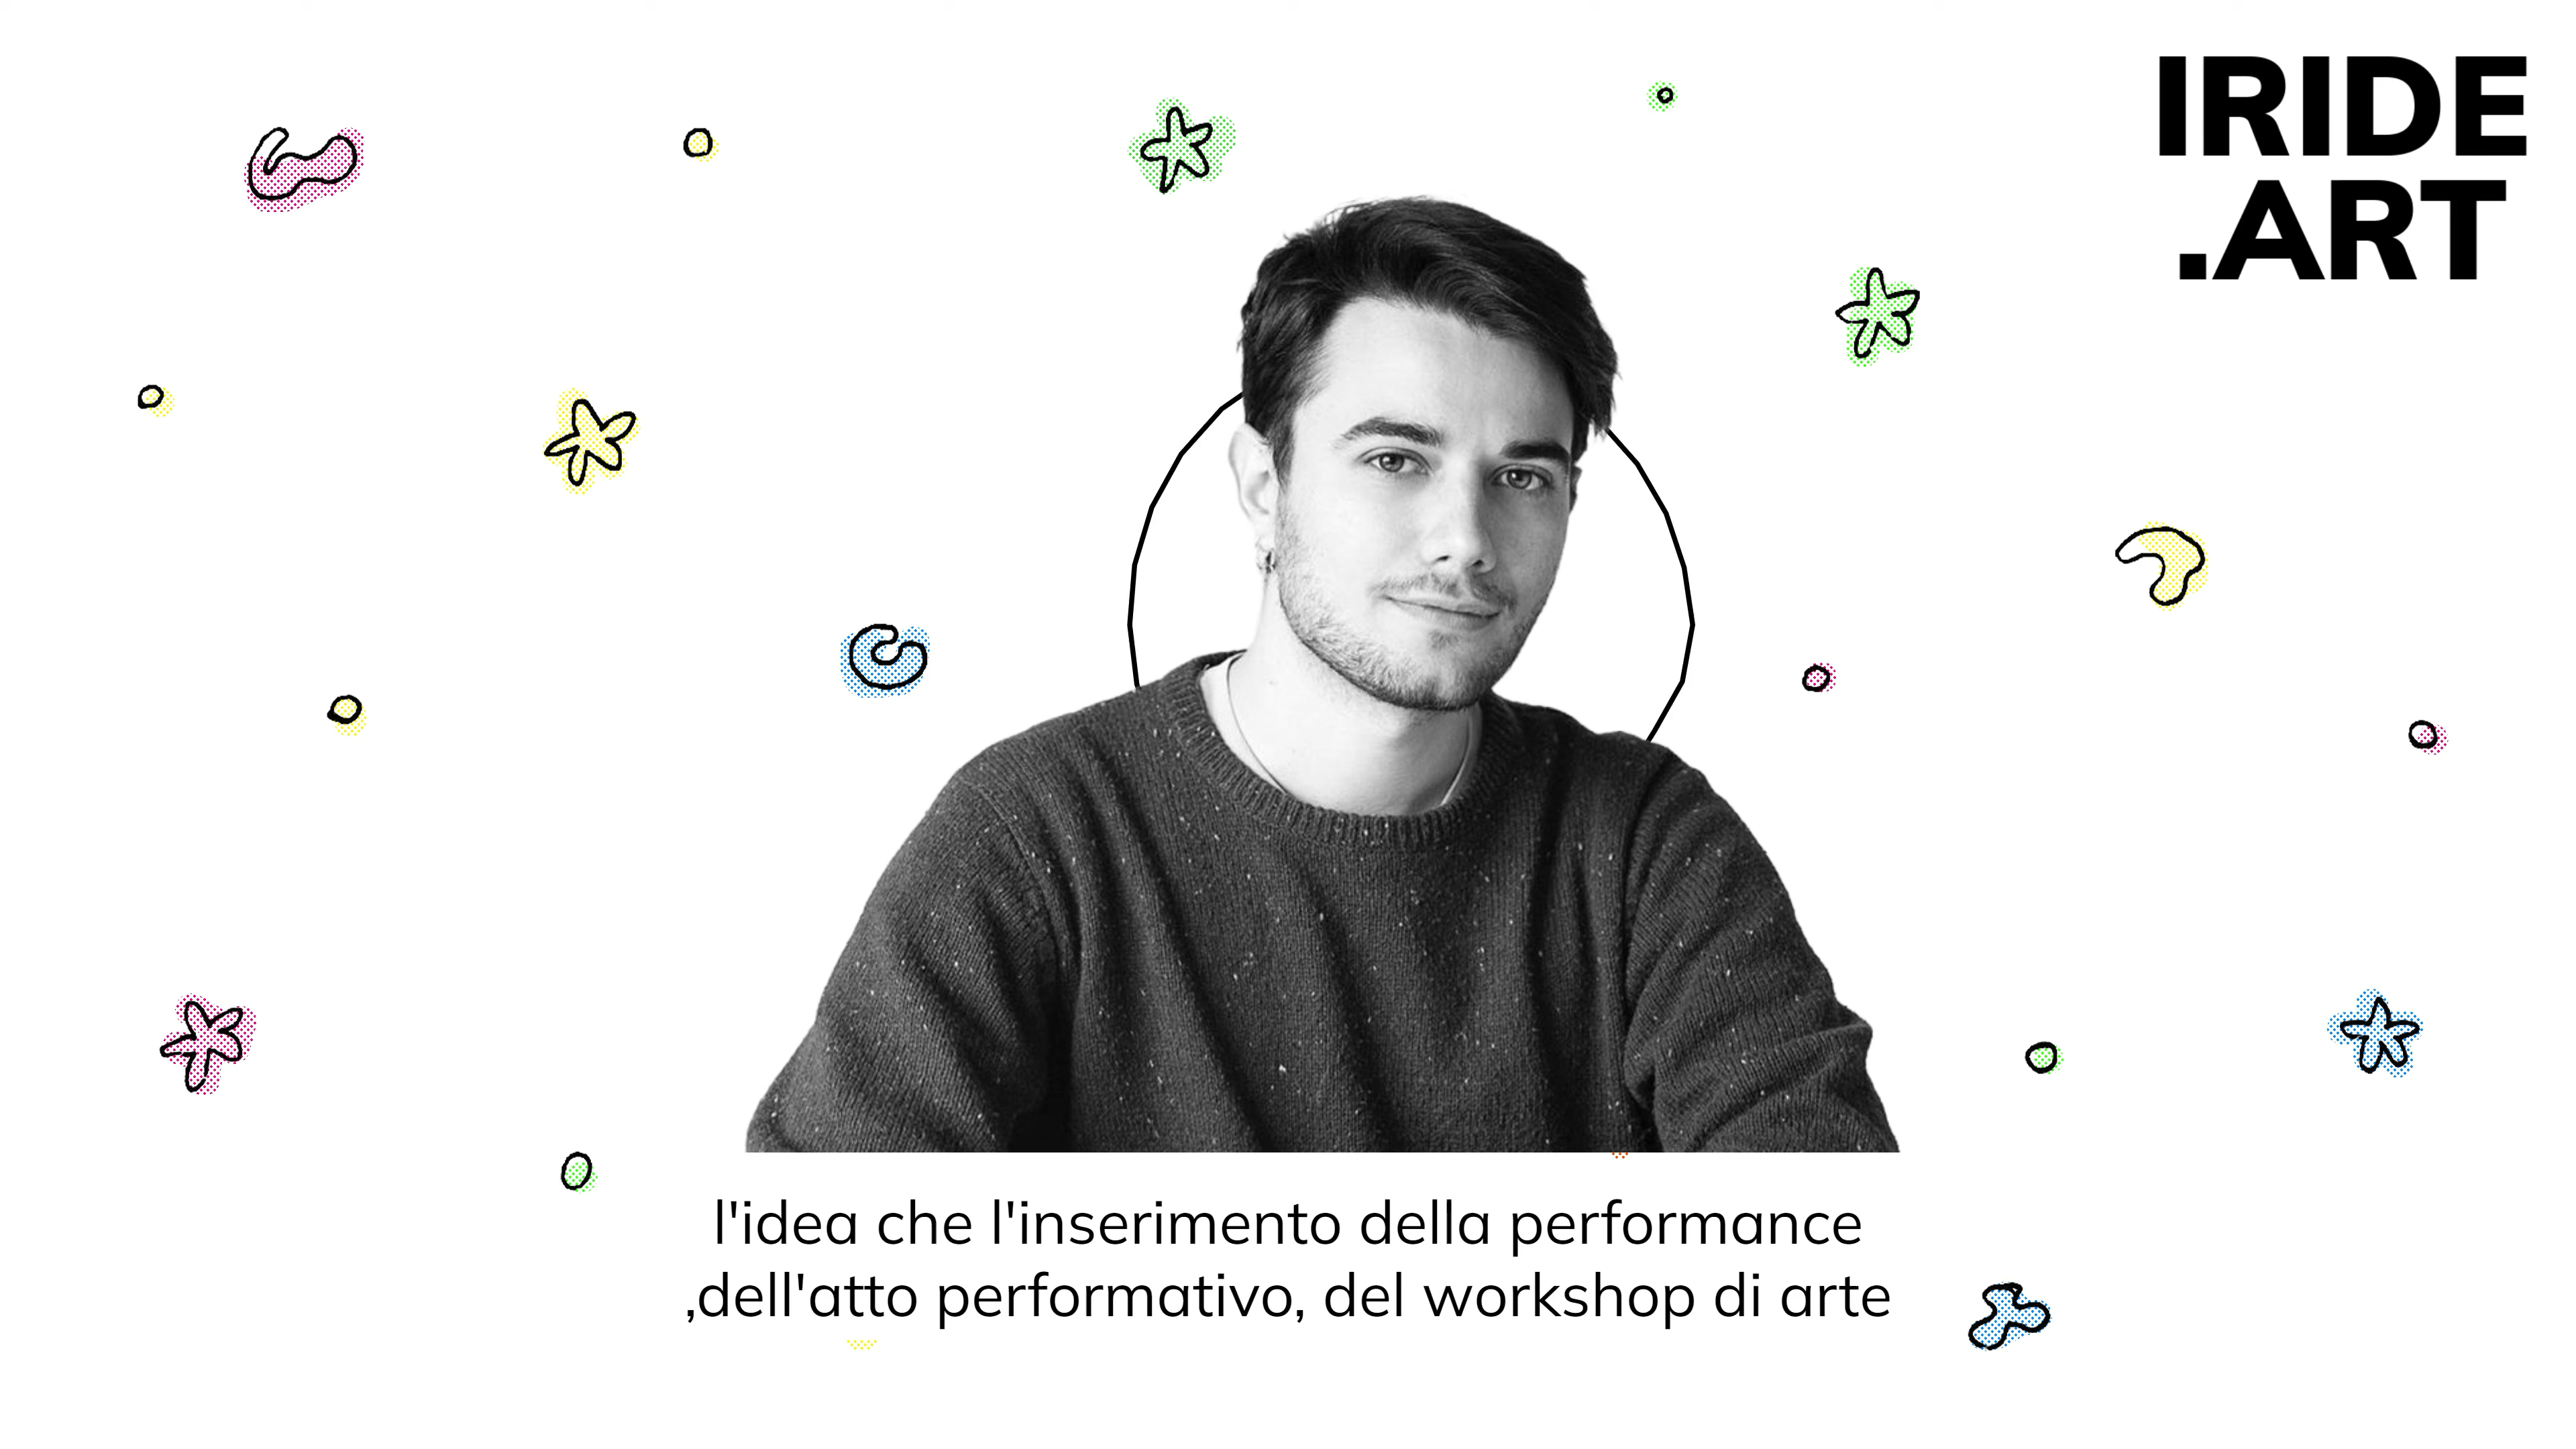 IRIDE
.ART
l'idea che l'inserimento della performance
,dell'atto performativo, del workshop di arte